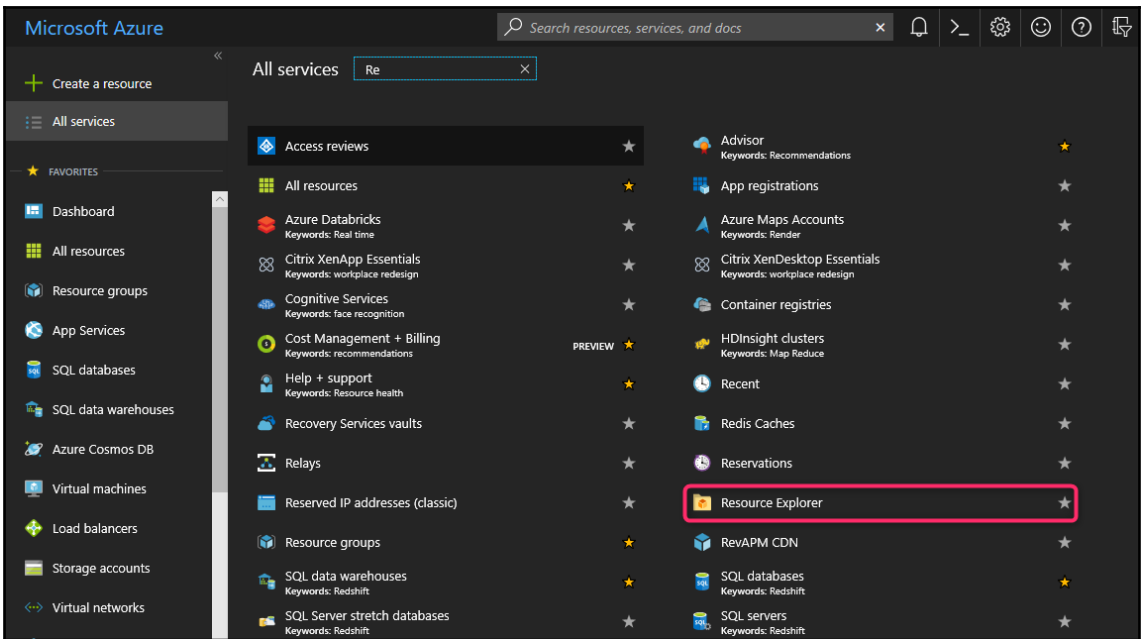 Microsoft Azure
Search resources, services, and docs
Create a resource
All services
FAVORITES
Dashboard
All resources
Resource groups
App Services
SQL databases
SQL data warehouses
Azure Cosmos DB
Virtual machines
Load balancers
Storage accounts
Virtual networks
All services
Re
Access reviews
All resources
Azure Databricks
Keywords: Real time
Citrix XenApp Essentials
Keywords: workplace redesign
Cognitive Services
Keywords: face recognition
Cost Management + Billing
Keywords: recommendations
PREVIEW
Help + support
Keywords: Resource health
Recovery Services vaults
Relays
Reserved IP addresses (classic)
Resource groups
SQL data warehouses
Keywords: Redshift
SQL Server stretch databases
Keywords: Redshift
Advisor
Keywords: Recommendations
App registrations
Azure Maps Accounts
Keywords: Render
Citrix XenDesktop Essentials
Keywords: workplace redesign
Container registries
HDInsight clusters
Keywords: Map Reduce
Recent
Redis Caches
Reservations
Resource Explorer
RevAPM CDN
SQL databases
Keywords: Redshift
SQL servers
Keywords: Redshift